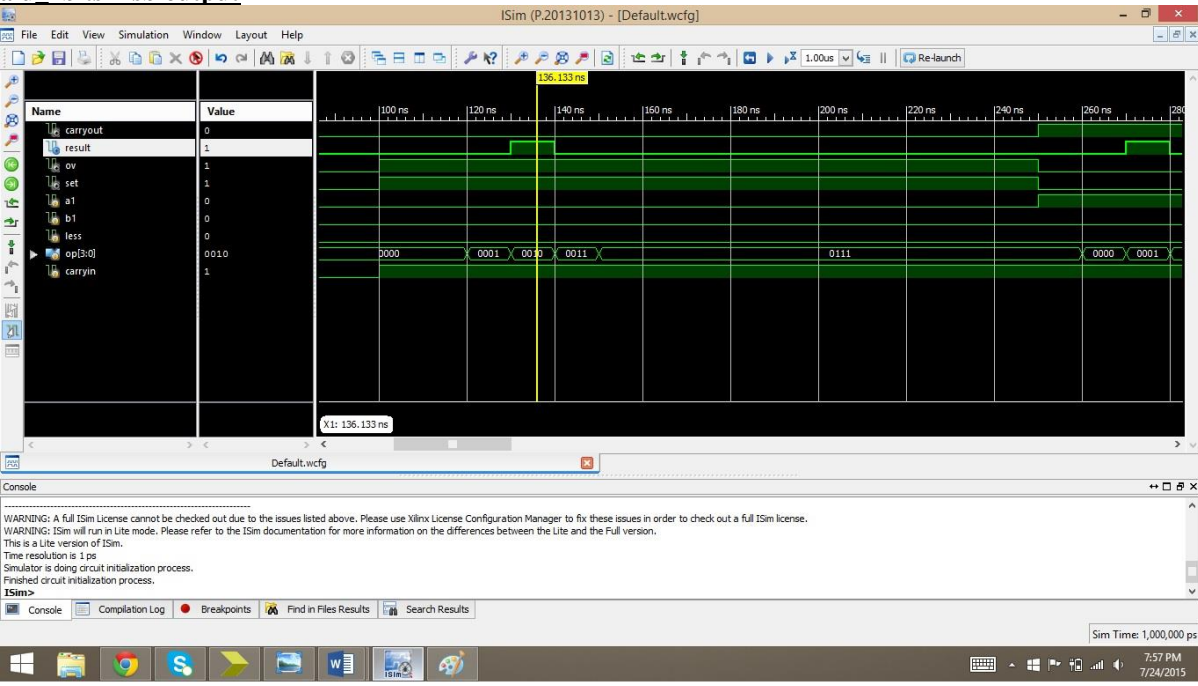 ISim (P.20131013) - [Default.wcfg]
File Edit View Simulation Window Layout Help
1.00us Re-launch
136.133 ns
Name Value
100 ns 120 ns 140 ns 160 ns 180 ns 200 ns 220 ns 240 ns 260 ns 280
carryout 0
result 1
ov 1
set 1
a1 0
b1 0
less 0
op[3:0] 0010 0000 0001 0010 0011 0111 0000 0001
carryin 1
X1: 136.133 ns
Default.wcfg
Console
WARNING: A full ISim License cannot be checked out due to the issues listed above. Please use Xilinx License Configuration Manager to fix these issues in order to check out a full ISim license.
WARNING: ISim will run in Lite mode. Please refer to the ISim documentation for more information on the differences between the Lite and the Full version.
This is a Lite version of ISim.
Time resolution is 1 ps
Simulator is doing circuit initialization process.
Finished circuit initialization process.
ISim>
Console Compilation Log Breakpoints Find in Files Results Search Results
Sim Time: 1,000,000 ps
7:57 PM
7/24/2015